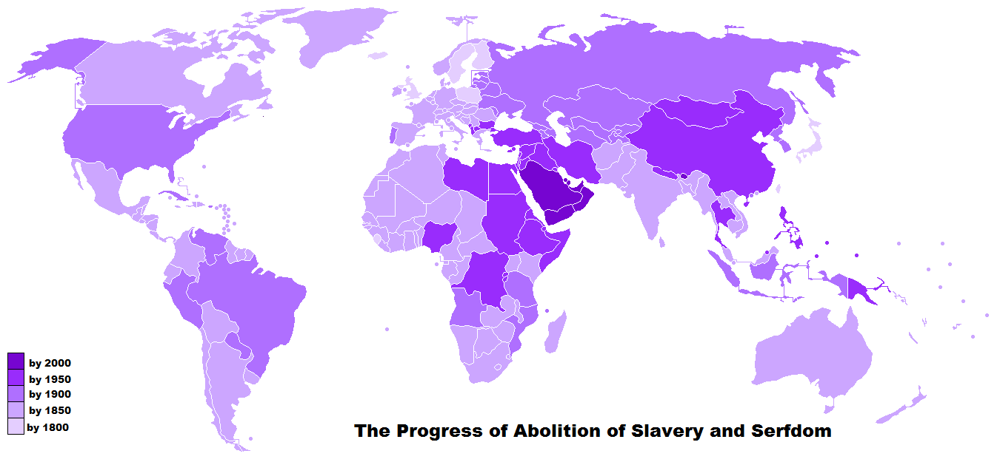 by 2000
by 1950
by 1900
by 1850
by 1800
The Progress of Abolition of Slavery and Serfdom